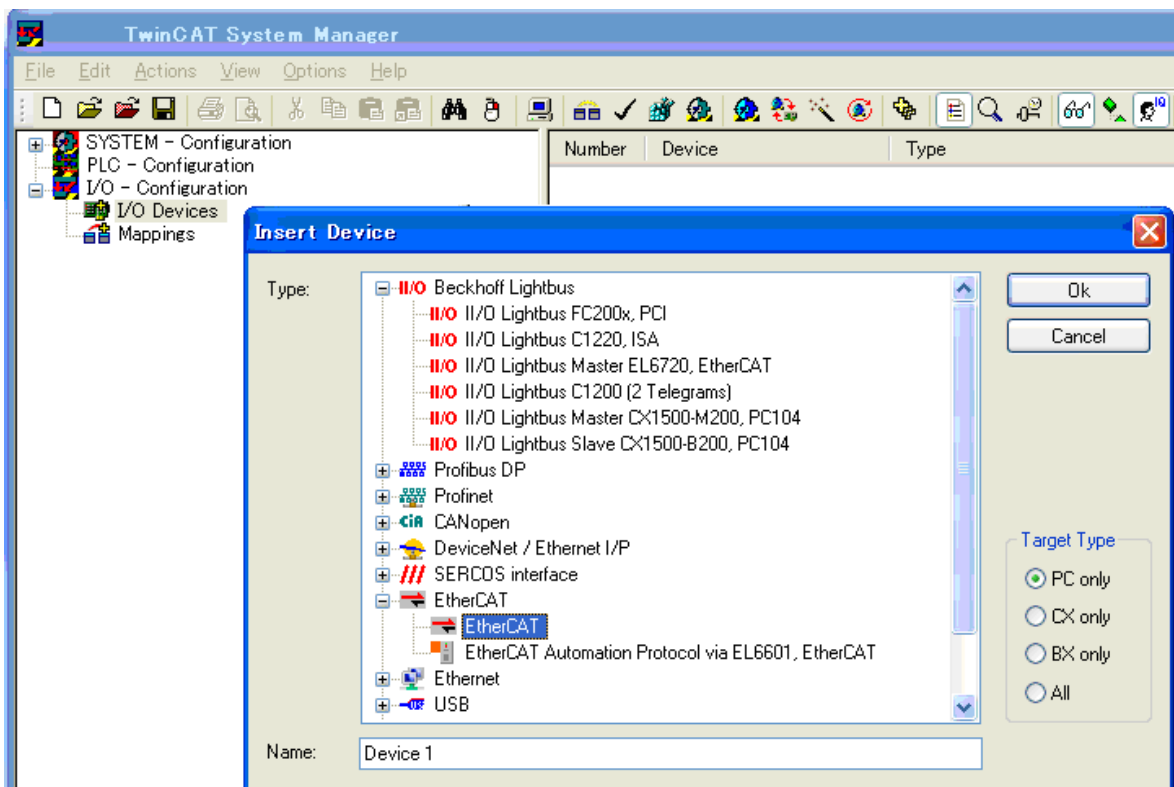 TwinCAT System Manager
File Edit Actions View Options Help
SYSTEM - Configuration
PLC - Configuration
I/O - Configuration
I/O Devices
Mappings
Number Device Type
Insert Device
Type:
II/O Beckhoff Lightbus
II/O II/O Lightbus FC200x, PCI
II/O II/O Lightbus C1220, ISA
II/O II/O Lightbus Master EL6720, EtherCAT
II/O II/O Lightbus C1200 (2 Telegrams)
II/O II/O Lightbus Master CX1500-M200, PC104
II/O II/O Lightbus Slave CX1500-B200, PC104
Profibus DP
Profinet
CiA CANopen
DeviceNet / Ethernet I/P
SERCOS interface
EtherCAT
EtherCAT
EtherCAT Automation Protocol via EL6601, EtherCAT
Ethernet
USB
Ok
Cancel
Target Type
PC only
CX only
BX only
All
Name: Device 1